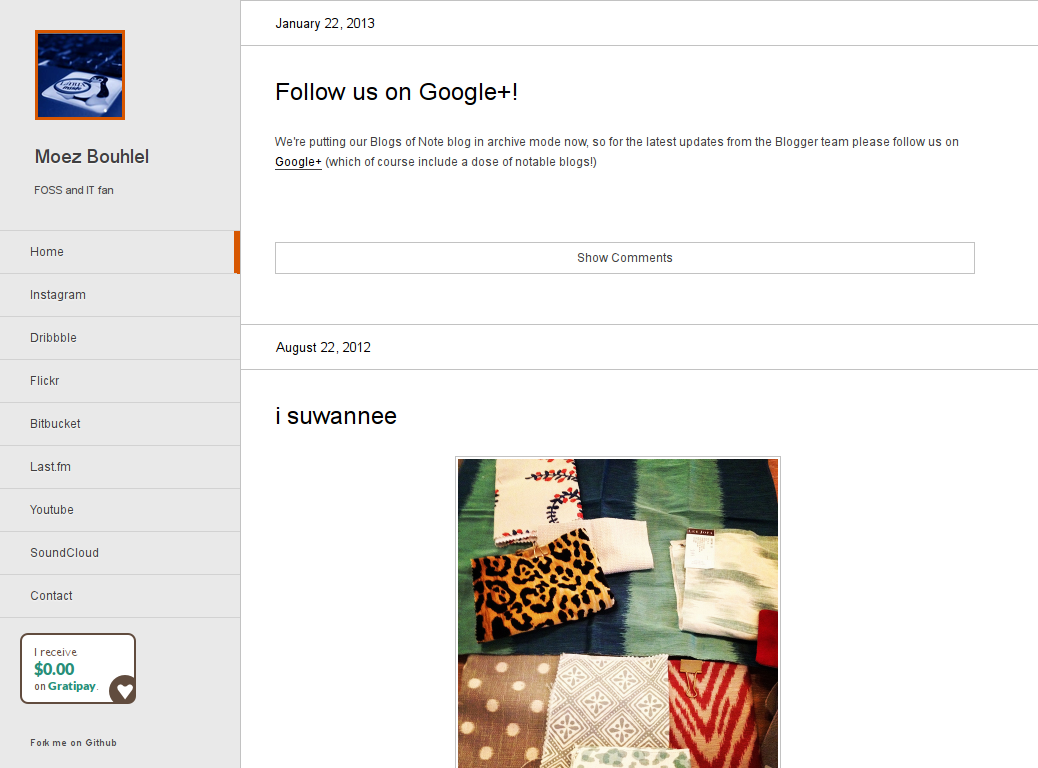 Moez Bouhlel
FOSS and IT fan
Home
Instagram
Dribbble
Flickr
Bitbucket
Last.fm
Youtube
SoundCloud
Contact
I receive
$0.00
on Gratipay.
Fork me on Github
January 22, 2013
Follow us on Google+!
We're putting our Blogs of Note blog in archive mode now, so for the latest updates from the Blogger team please follow us on
Google+ (which of course include a dose of notable blogs!)
Show Comments
August 22, 2012
i suwannee